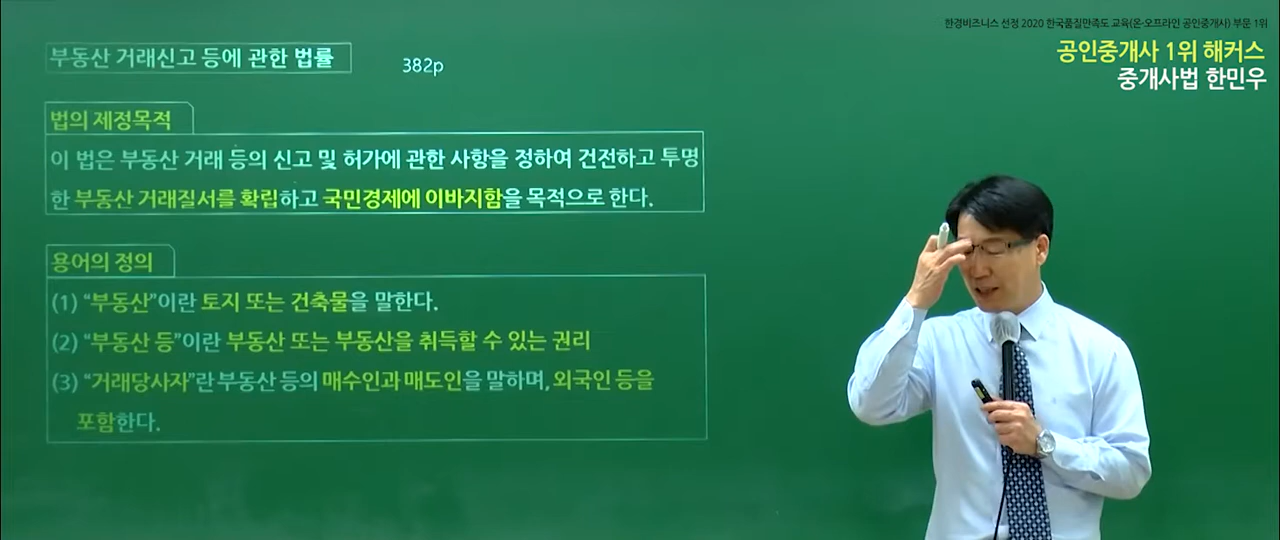 한경비즈니스 선정 2020 한국품질만족도 교육(온·오프라인 공인중개사) 부문 1위
공인중개사 1위 해커스
중개사법 한민우
부동산 거래신고 등에 관한 법률
382p
법의 제정목적
이 법은 부동산 거래 등의 신고 및 허가에 관한 사항을 정하여 건전하고 투명
한 부동산 거래질서를 확립하고 국민경제에 이바지함을 목적으로 한다.
용어의 정의
(1) “부동산”이란 토지 또는 건축물을 말한다.
(2) “부동산 등”이란 부동산 또는 부동산을 취득할 수 있는 권리
(3) “거래당사자”란 부동산 등의 매수인과 매도인을 말하며, 외국인 등을
포함한다.